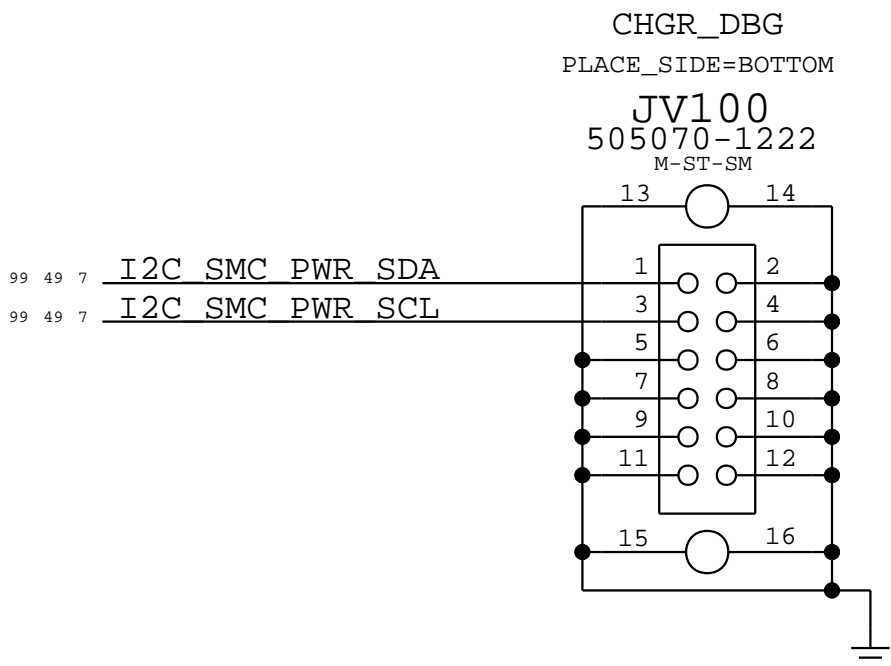 CHGR_DBG
PLACE_SIDE=BOTTOM
JV100
505070-1222
M-ST-SM
13 14
99 49 7 I2C_SMC_PWR_SDA 1 2
99 49 7 I2C_SMC_PWR_SCL 3 4
5 6
7 8
9 10
11 12
15 16